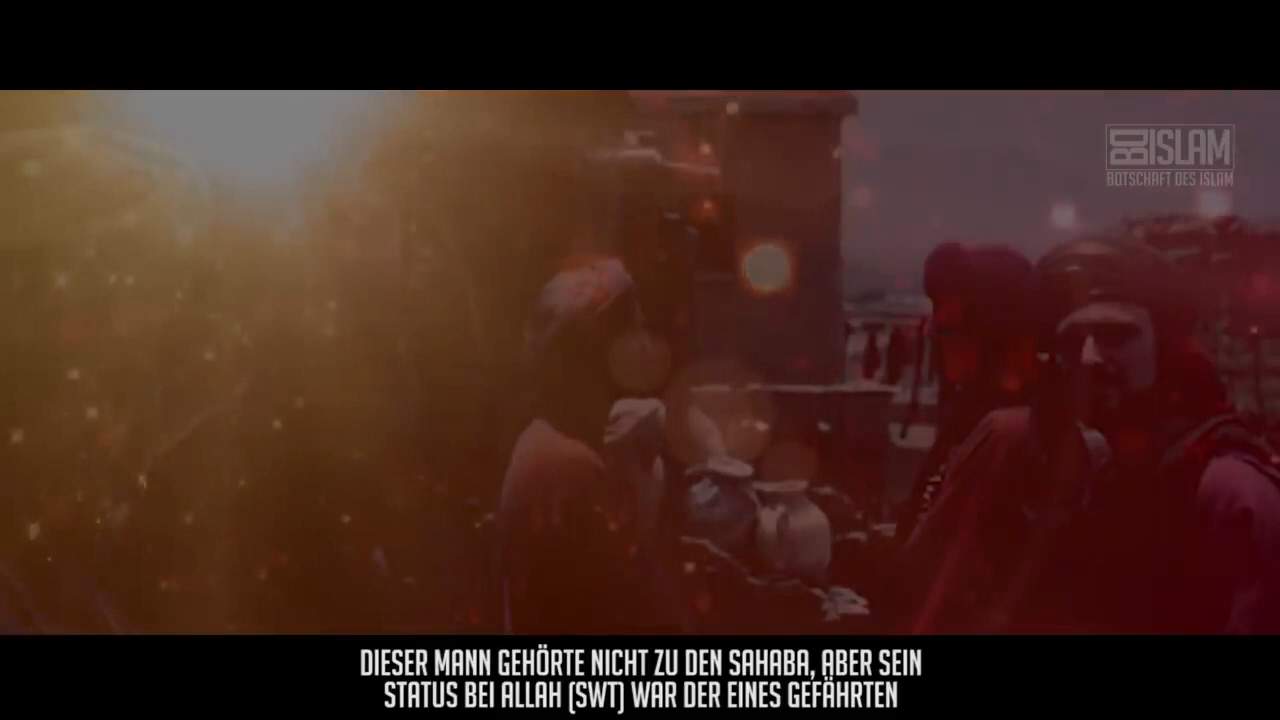 BDISLAM
BOTSCHAFT DES ISLAM
DIESER MANN GEHÖRTE NICHT ZU DEN SAHABA, ABER SEIN
STATUS BEI ALLAH (SWT) WAR DER EINES GEFÄHRTEN